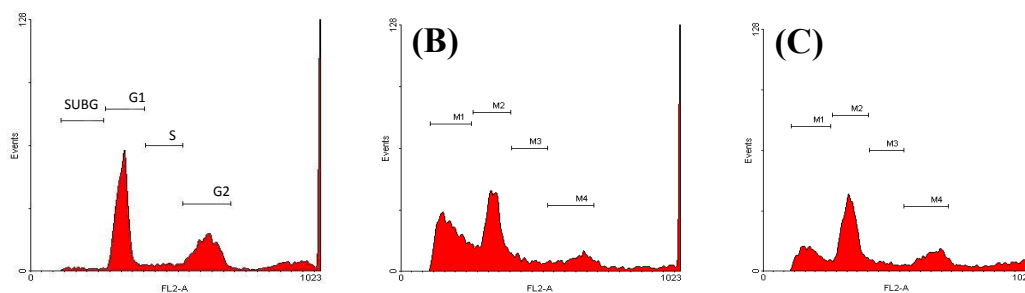 128
SUBG
G1
S
G2
Events
0
0
1023
FL2-A
(B)
128
M1
M2
M3
M4
Events
0
0
1023
FL2-A
(C)
128
M1
M2
M3
M4
Events
0
0
FL2-A